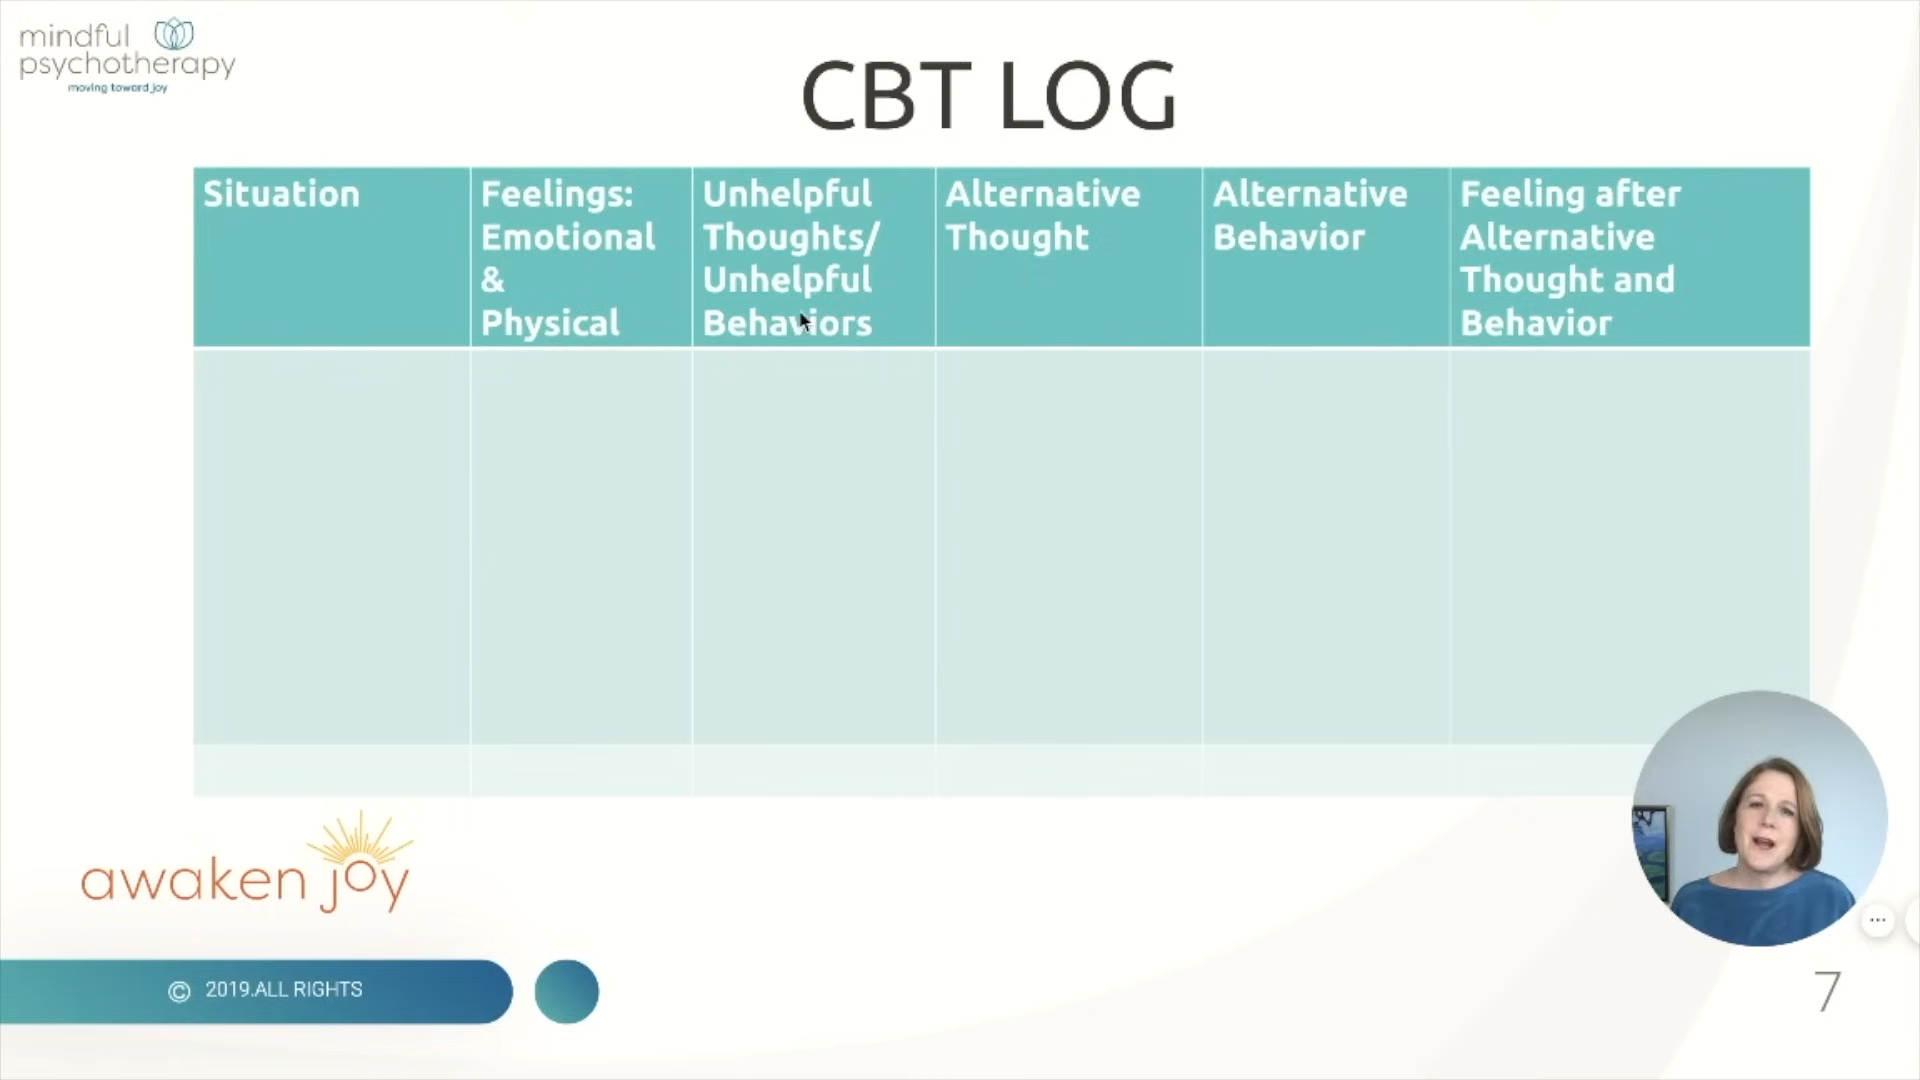 mindful
psychotherapy
moving toward joy
CBT LOG
Situation
Feelings:
Emotional
&
Physical
Unhelpful
Thoughts/
Unhelpful
Behaviors
Alternative
Thought
Alternative
Behavior
Feeling after
Alternative
Thought and
Behavior
awaken joy
© 2019.ALL RIGHTS
7